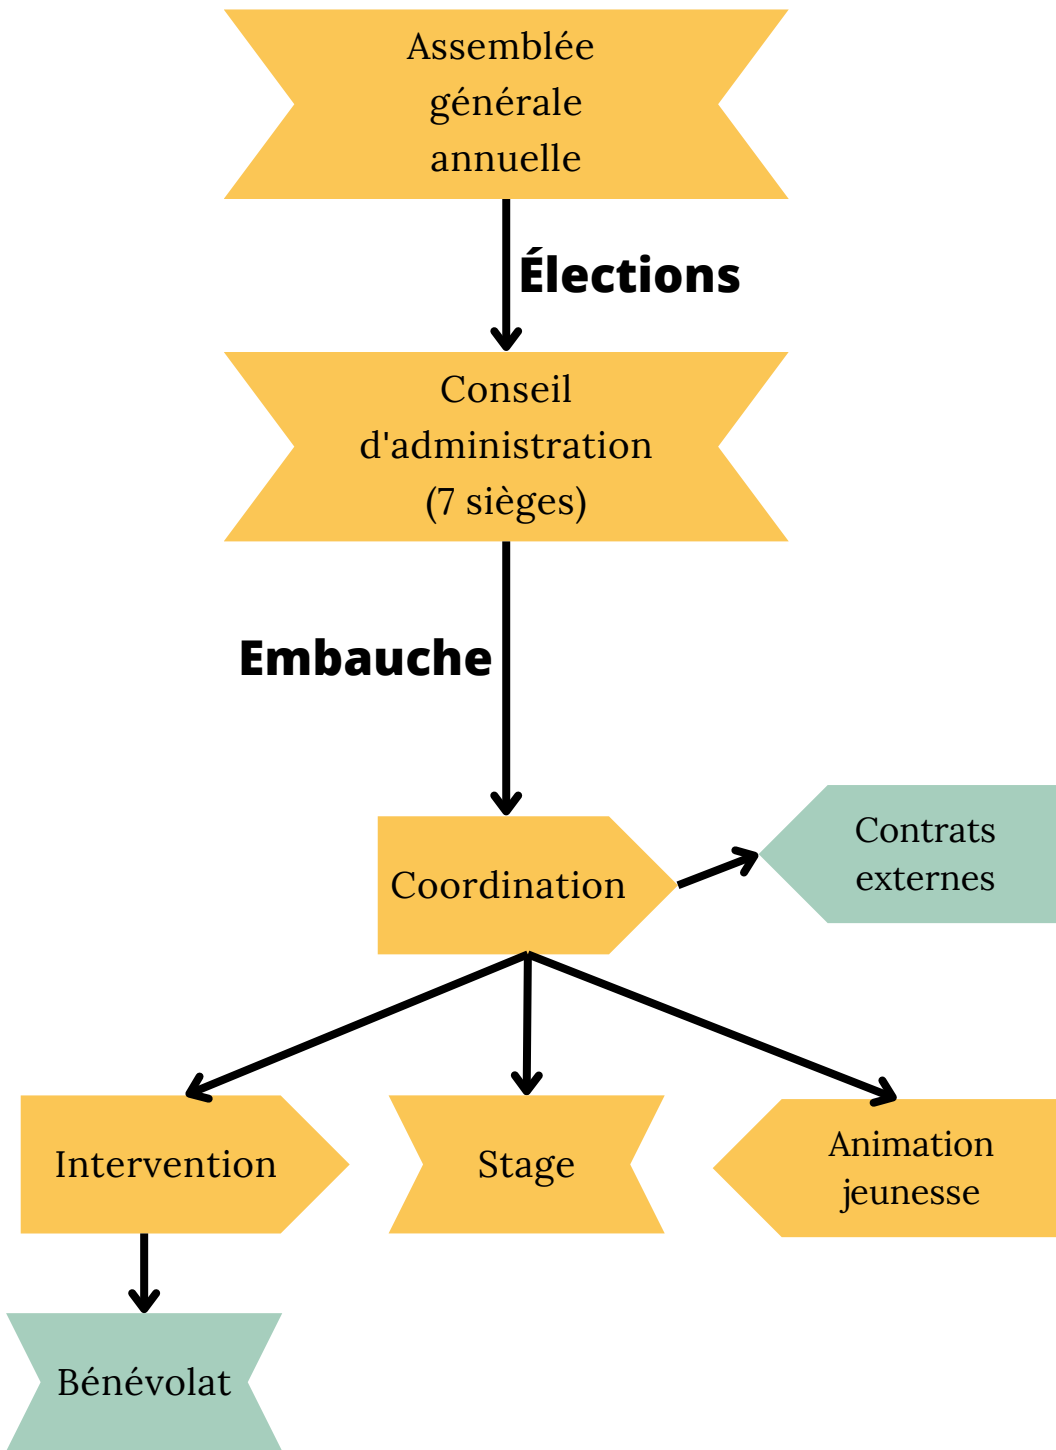 Assemblée
générale
annuelle
Élections
Conseil
d'administration
(7 sièges)
Embauche
Contrats
externes
Coordination
Intervention
Stage
Animation
jeunesse
Bénévolat